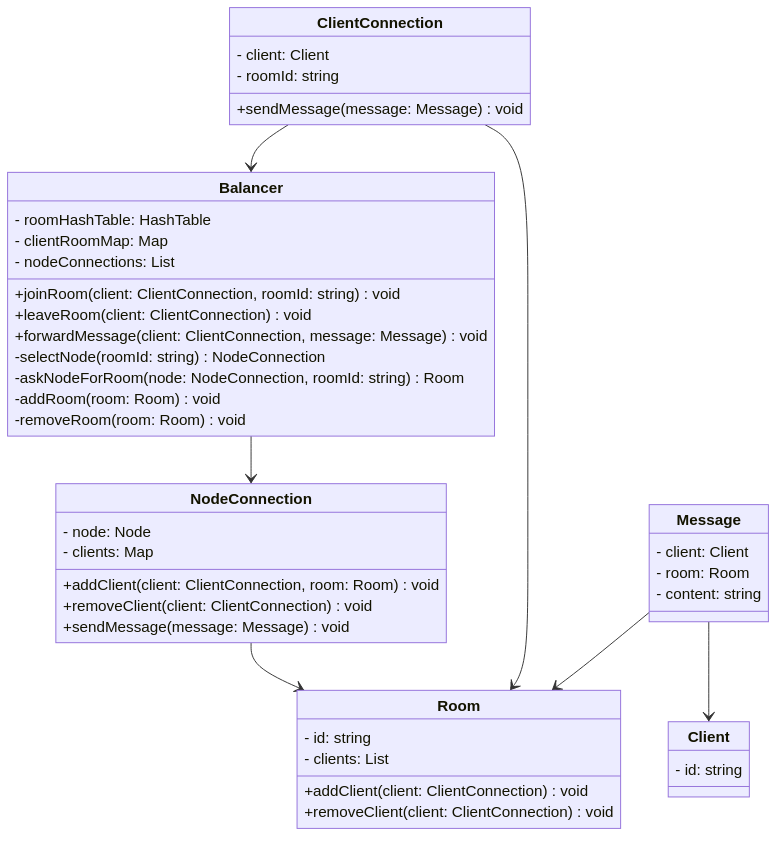 ClientConnection
- client: Client
- roomId: string
+sendMessage(message: Message) : void
Balancer
- roomHashTable: HashTable
- clientRoomMap: Map
- nodeConnections: List
+joinRoom(client: ClientConnection, roomId: string) : void
+leaveRoom(client: ClientConnection) : void
+forwardMessage(client: ClientConnection, message: Message) : void
-selectNode(roomId: string) : NodeConnection
-askNodeForRoom(node: NodeConnection, roomId: string) : Room
-addRoom(room: Room) : void
-removeRoom(room: Room) : void
NodeConnection
- node: Node
- clients: Map
+addClient(client: ClientConnection, room: Room) : void
+removeClient(client: ClientConnection) : void
+sendMessage(message: Message) : void
Message
- client: Client
- room: Room
- content: string
Room
- id: string
- clients: List
+addClient(client: ClientConnection) : void
+removeClient(client: ClientConnection) : void
Client
- id: string